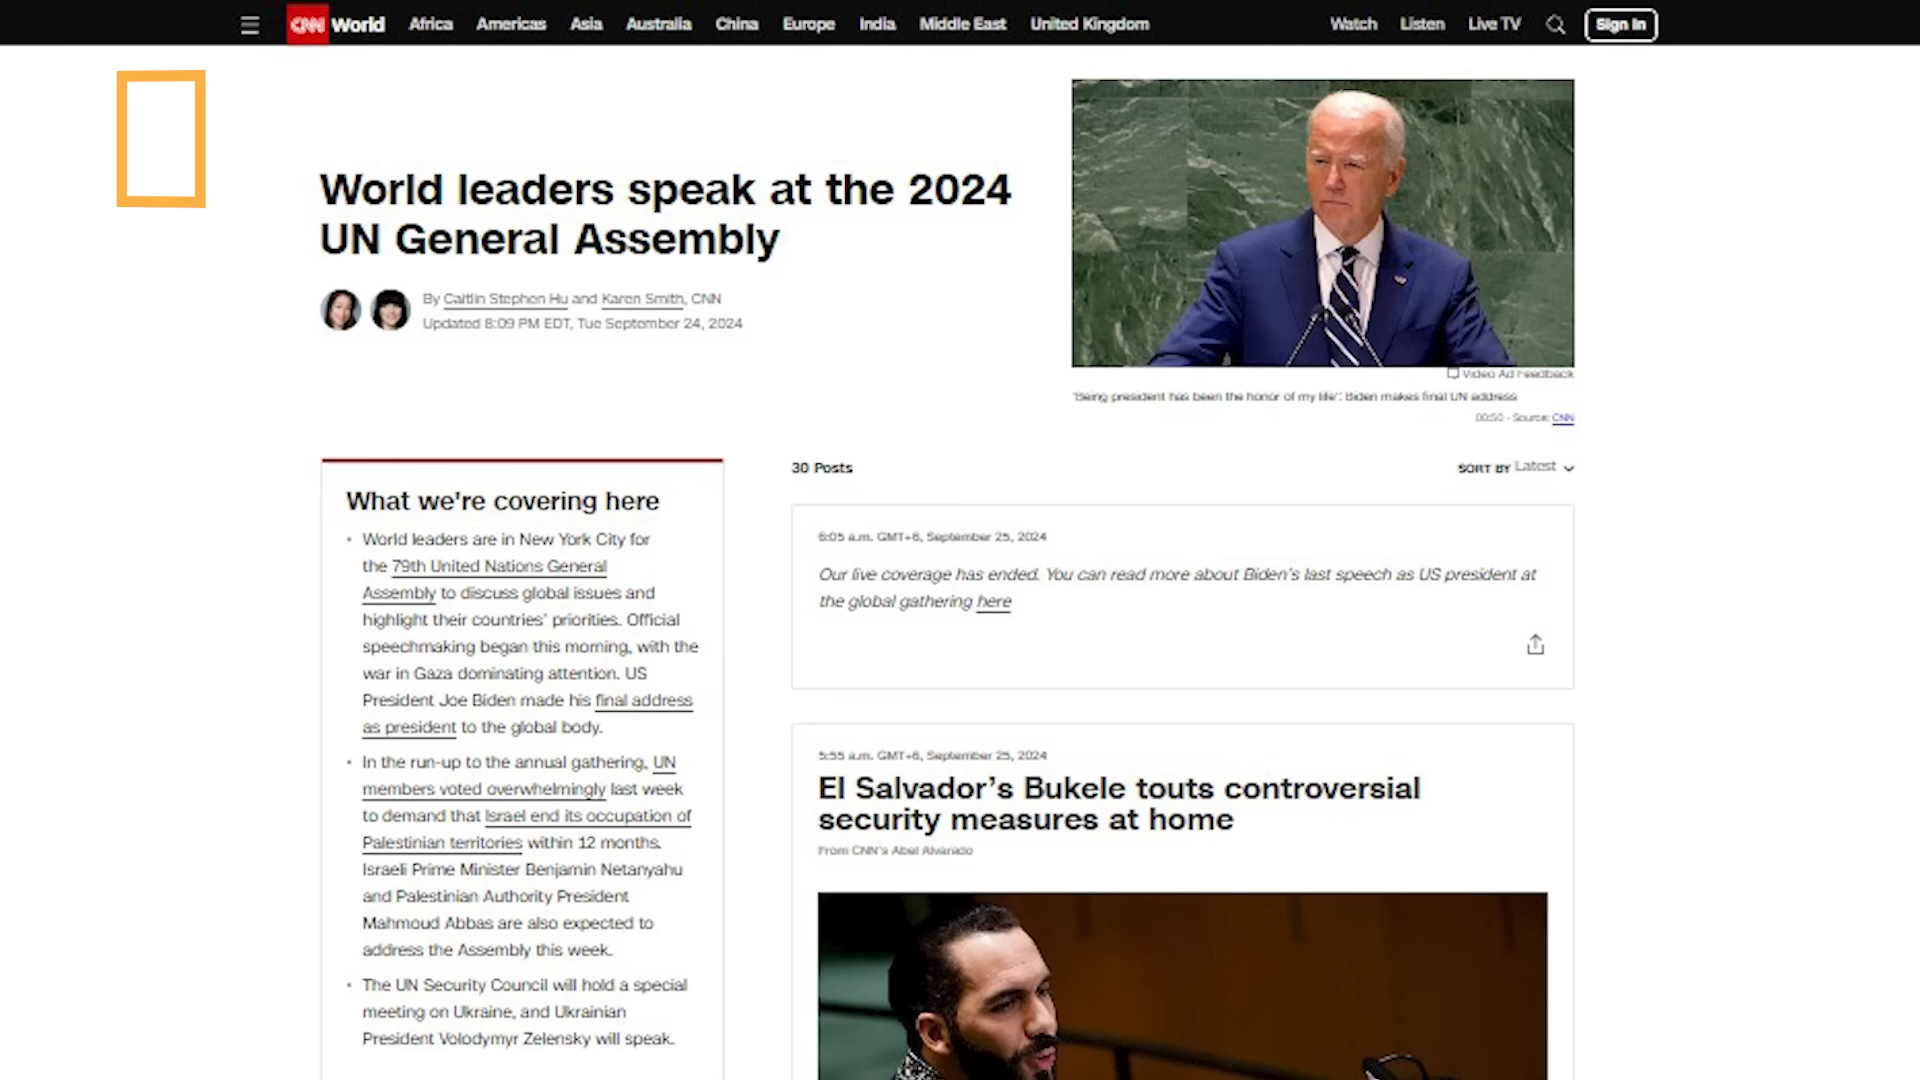 CNN World Africa Americas Asia Australia China Europe India Middle East United Kingdom Watch Listen Live TV Sign in
World leaders speak at the 2024
UN General Assembly
By Caitlin Stephen Hu and Karen Smith, CNN
Updated 8:09 PM EDT, Tue September 24, 2024
Video Ad Feedback
'Being president has been the honor of my life': Biden makes final UN address
00:50 - Source: CNN
What we're covering here
• World leaders are in New York City for
the 79th United Nations General
Assembly to discuss global issues and
highlight their countries' priorities. Official
speechmaking began this morning, with the
war in Gaza dominating attention. US
President Joe Biden made his final address
as president to the global body.
• In the run-up to the annual gathering, UN
members voted overwhelmingly last week
to demand that Israel end its occupation of
Palestinian territories within 12 months.
Israeli Prime Minister Benjamin Netanyahu
and Palestinian Authority President
Mahmoud Abbas are also expected to
address the Assembly this week.
• The UN Security Council will hold a special
meeting on Ukraine, and Ukrainian
President Volodymyr Zelensky will speak.
30 Posts
SORT BY Latest
6:05 a.m. GMT+6, September 25, 2024
Our live coverage has ended. You can read more about Biden's last speech as US president at
the global gathering here
5:55 a.m. GMT+6, September 25, 2024
El Salvador's Bukele touts controversial
security measures at home
From CNN's Abel Alvarado